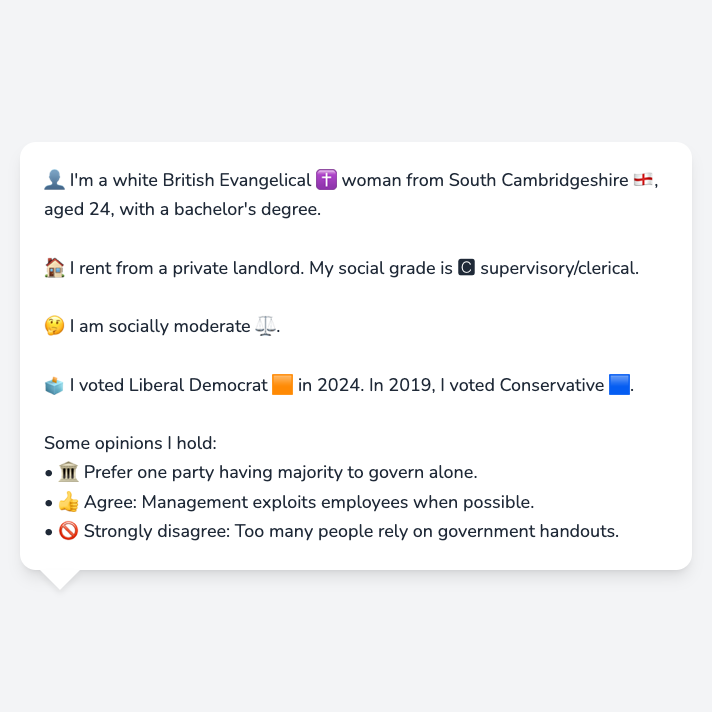 👤 I'm a white British Evangelical ✝️ woman from South Cambridgeshire 🏴󠁧󠁢󠁥󠁮󠁧󠁿,
aged 24, with a bachelor's degree.
🏠 I rent from a private landlord. My social grade is 🅲 supervisory/clerical.
🤔 I am socially moderate ⚖️.
🗳️ I voted Liberal Democrat 🟧 in 2024. In 2019, I voted Conservative 🟦.
Some opinions I hold:
• 🏛️ Prefer one party having majority to govern alone.
• 👍 Agree: Management exploits employees when possible.
• 🚫 Strongly disagree: Too many people rely on government handouts.